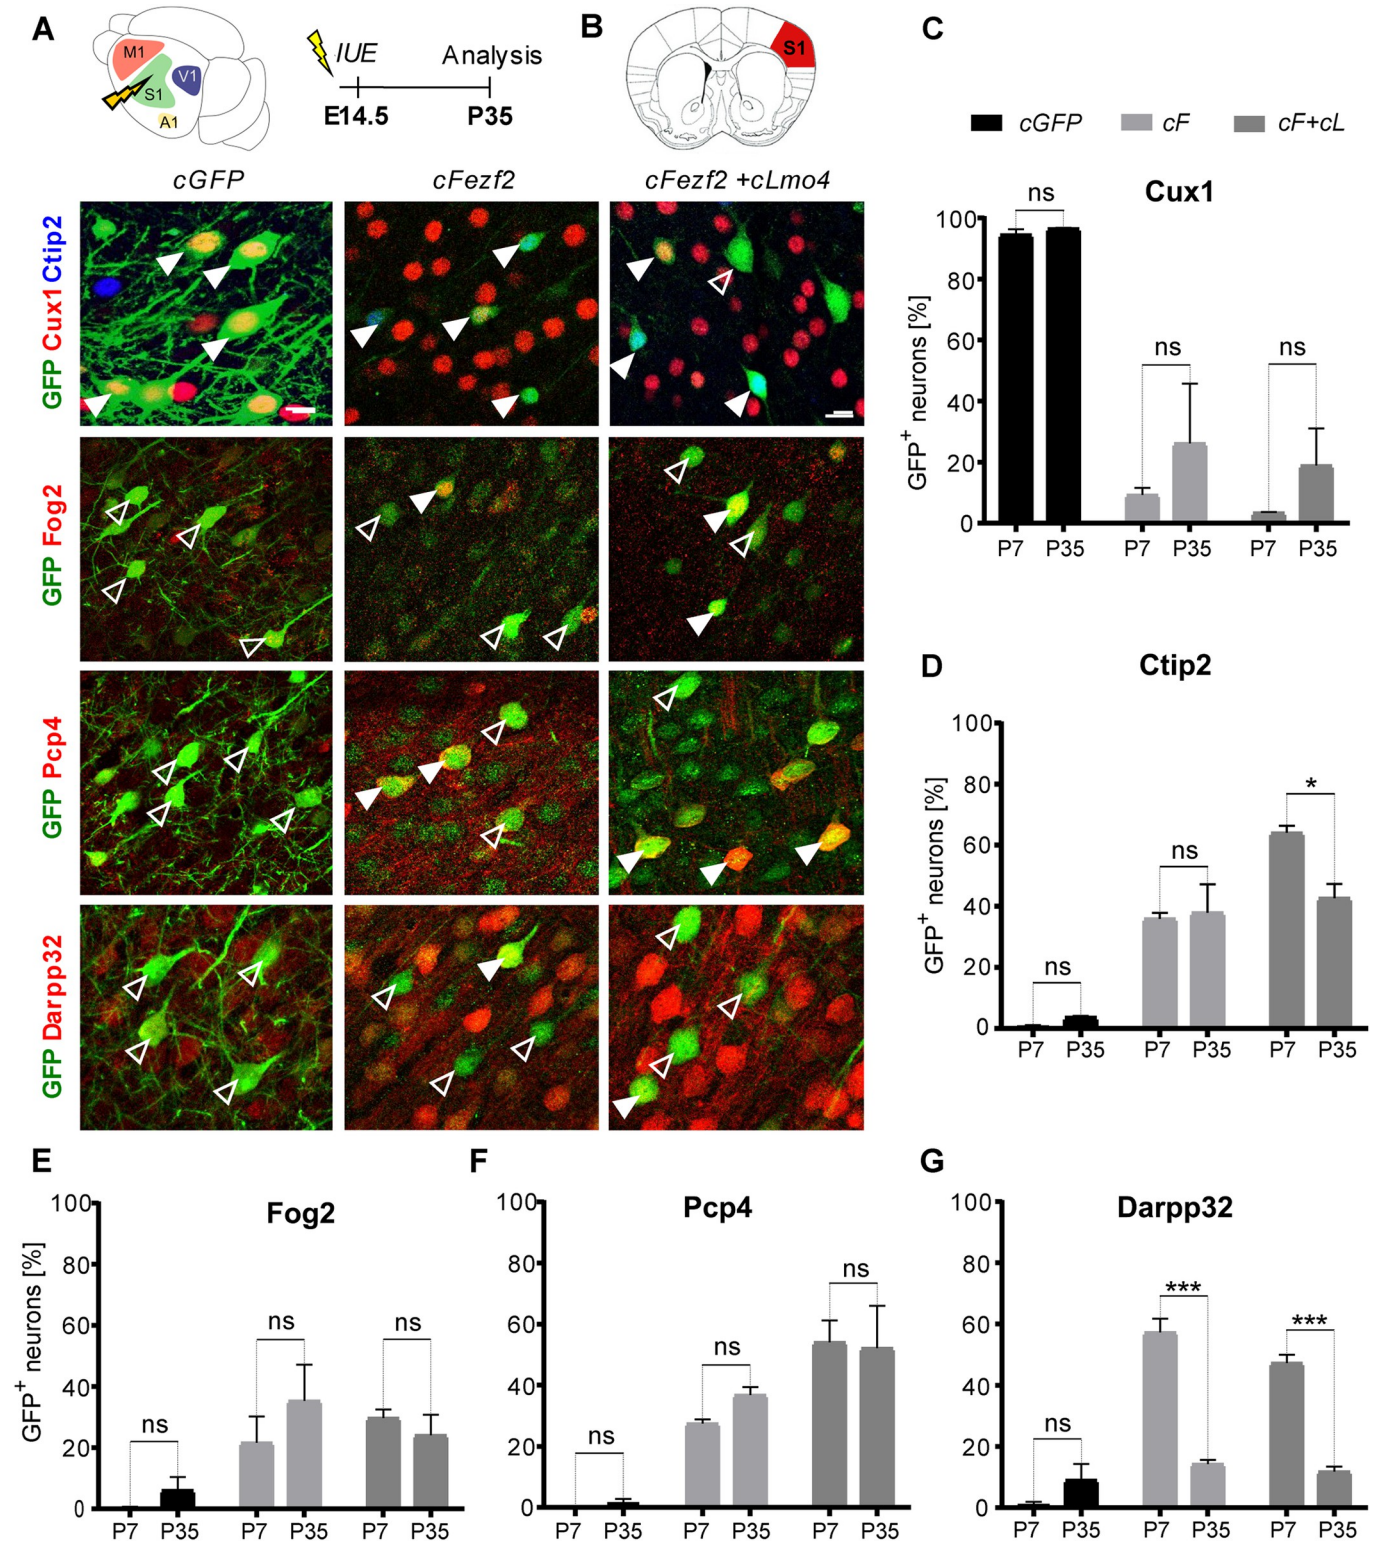 A
M1
S1
V1
A1
IUE
Analysis
E14.5
P35
B
S1
cGFP
cFezf2
cFezf2 +cLmo4
GFP Cux1 Ctip2
GFP Fog2
GFP Pcp4
GFP Darpp32
C
cGFP
cF
cF+cL
Cux1
GFP+ neurons [%]
100
80
60
40
20
0
ns
ns
ns
P7 P35 P7 P35 P7 P35
D
Ctip2
GFP+ neurons [%]
100
80
60
40
20
0
ns
ns
*
P7 P35 P7 P35 P7 P35
E
Fog2
GFP+ neurons [%]
100
80
60
40
20
0
ns
ns
ns
P7 P35 P7 P35 P7 P35
F
Pcp4
100
80
60
40
20
0
ns
ns
ns
P7 P35 P7 P35 P7 P35
G
Darpp32
100
80
60
40
20
0
ns
***
***
P7 P35 P7 P35 P7 P35